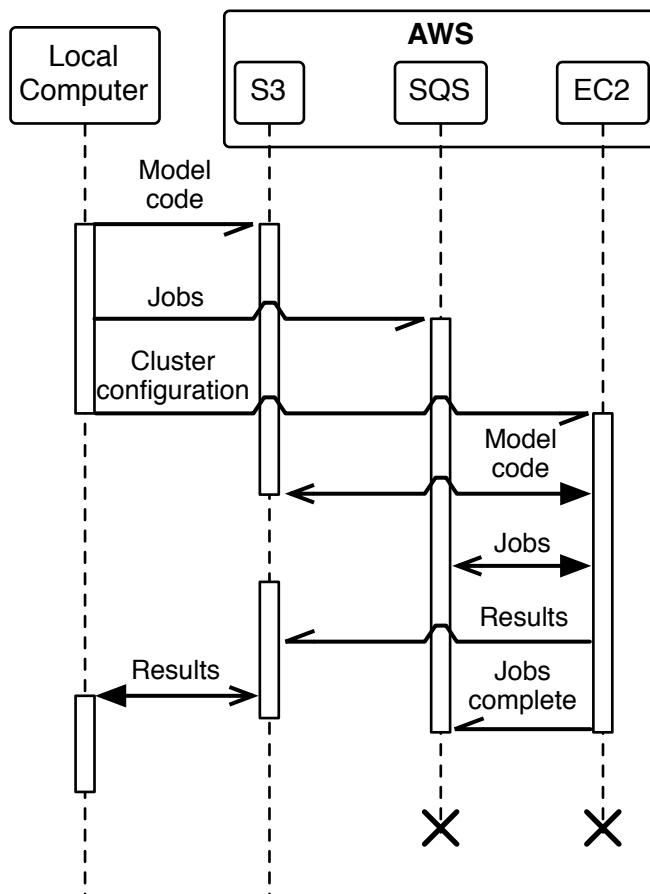 AWS
Local
Computer
S3
SQS
EC2
Model
code
Jobs
Cluster
configuration
Model
code
Jobs
Results
Results
Jobs
complete